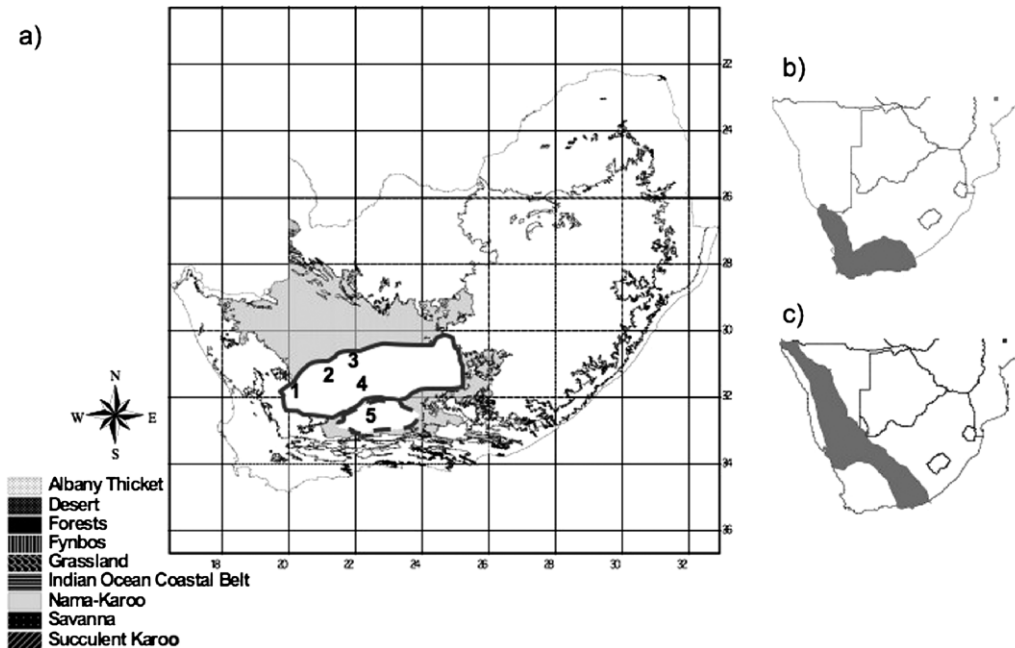 a)
22
24
26
28
30
32
34
36
18 20 22 24 26 28 30 32
1
2
3
4
5
N
W E
S
Albany Thicket
Desert
Forests
Fynbos
Grassland
Indian Ocean Coastal Belt
Nama-Karoo
Savanna
Succulent Karoo
b)
c)